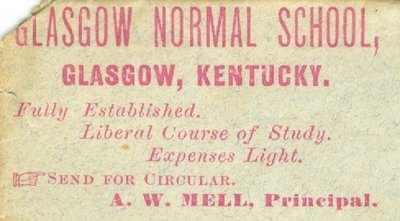 GLASGOW NORMAL SCHOOL,
GLASGOW, KENTUCKY.
Fully Established.
Liberal Course of Study.
Expenses Light.
☞SEND FOR CIRCULAR.
A. W. MELL, Principal.